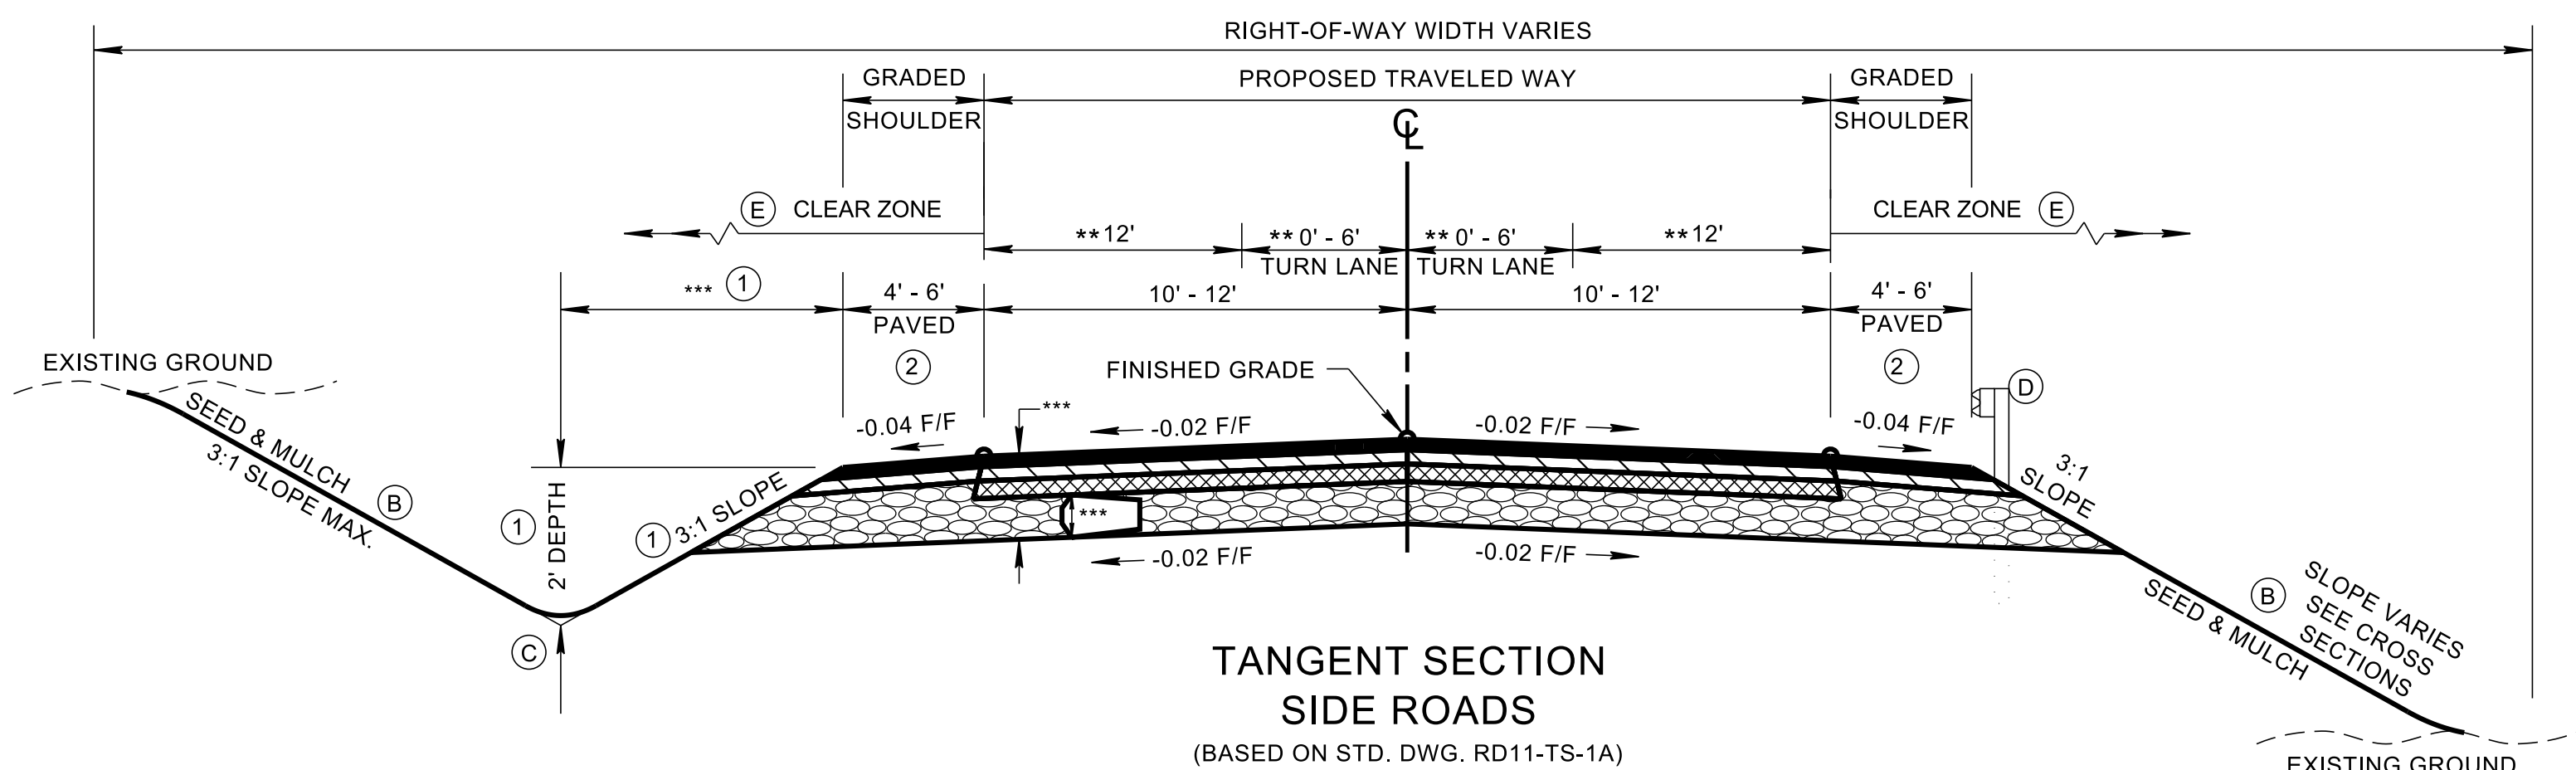 RIGHT-OF-WAY WIDTH VARIES
GRADED
SHOULDER
PROPOSED TRAVELED WAY
GRADED
SHOULDER
℄
E CLEAR ZONE
CLEAR ZONE E
**12'
** 0' - 6'
TURN LANE
** 0' - 6'
TURN LANE
**12'
*** 1
4' - 6'
PAVED
2
10' - 12'
10' - 12'
4' - 6'
PAVED
2
EXISTING GROUND
FINISHED GRADE
D
SEED & MULCH
3:1 SLOPE MAX.
B
-0.04 F/F
***
-0.02 F/F
-0.02 F/F
-0.04 F/F
1
2' DEPTH
1 3:1 SLOPE
***
3:1
SLOPE
-0.02 F/F
-0.02 F/F
C
SEED & MULCH
B
SLOPE VARIES
SEE CROSS
SECTIONS
TANGENT SECTION
SIDE ROADS
(BASED ON STD. DWG. RD11-TS-1A)
EXISTING GROUND